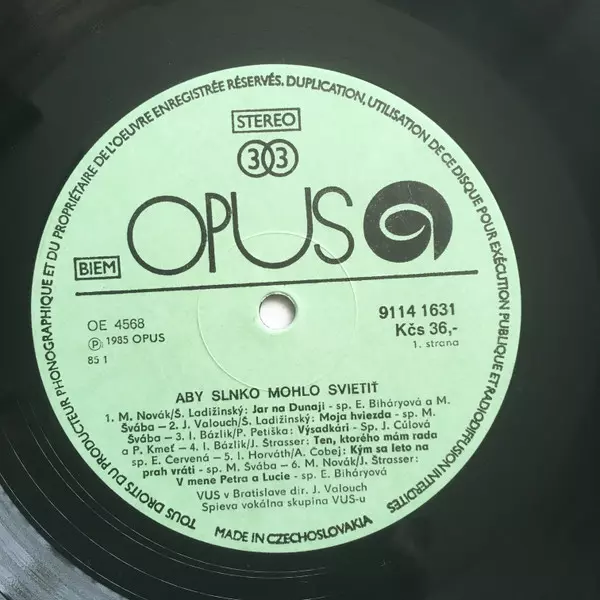 TOUS DROITS DU PRODUCTEUR PHONOGRAPHIQUE ET DU PROPRIÉTAIRE DE L'OEUVRE ENREGISTRÉE RÉSERVÉS. DUPLICATION, UTILISATION DE CE DISQUE POUR EXÉCUTION PUBLIQUE ET RADIODIFFUSION INTERDITES
STEREO
33
OPUS
BIEM
OE 4568
Ⓟ 1985 OPUS
85 1
9114 1631
Kčs 36,-
1. strana
ABY SLNKO MOHLO SVIETIŤ
1. M. Novák/Š. Ladižinský: Jar na Dunaji - sp. E. Biháryová a M.
Švába - 2. J. Valouch/Š. Ladižinský: Moja hviezda - sp. M.
Švába - 3. I. Bázlik/P. Petiška: Výsadkári - Sp. J. Cálová
a P. Kmeť - 4. I. Bázlik/J. Štrasser: Ten, ktorého mám rada
- sp. E. Červená - 5. I. Horváth/A. Čobej: Kým sa leto na
prah vráti - sp. M. Švába - 6. M. Novák/J. Štrasser:
V mene Petra a Lucie - sp. E. Biháryová
VUS v Bratislave dir. J. Valouch
Spieva vokálna skupina VUS-u
MADE IN CZECHOSLOVAKIA